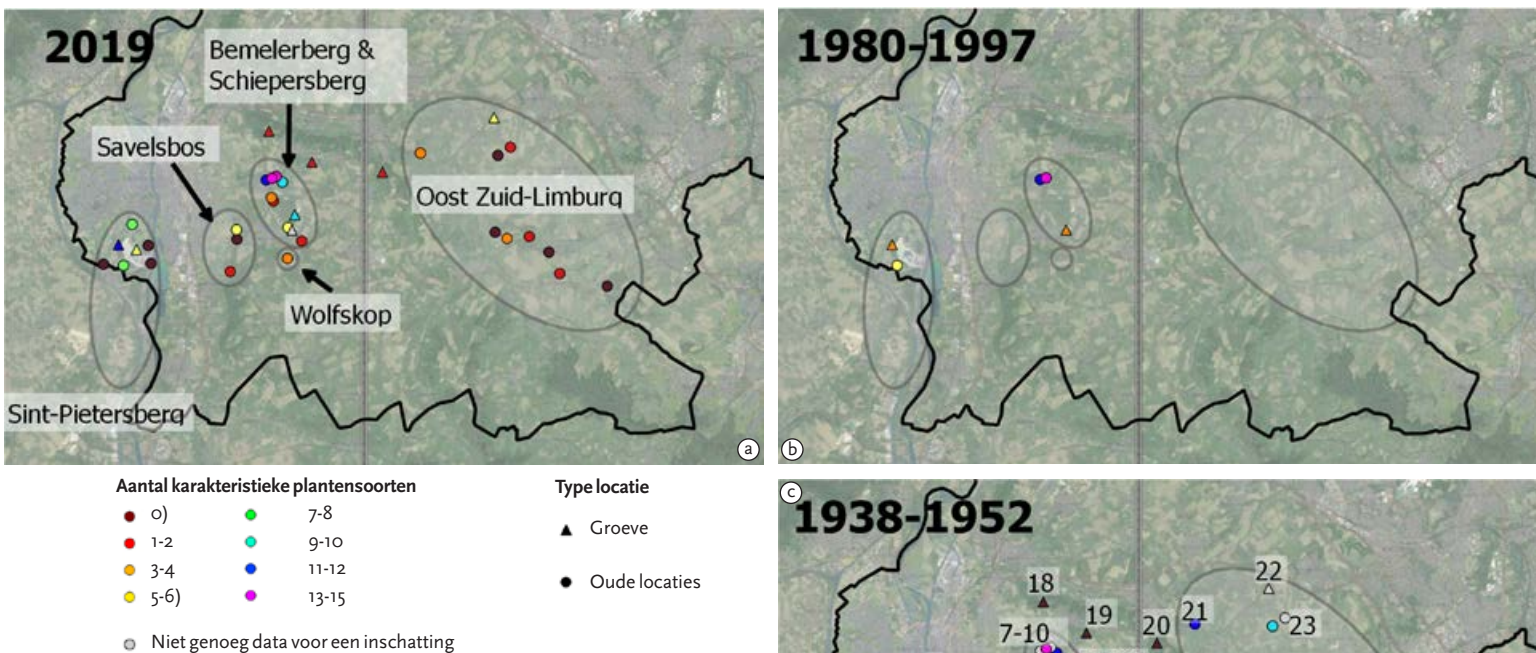 2019
Bemelerberg &
Schiepersberg
Savelsbos
Oost Zuid-Limburg
Wolfskop
Sint-Pietersberg
a
1980-1997
b
Aantal karakteristieke plantensoorten
0)
7-8
1-2
9-10
3-4
11-12
5-6)
13-15
Niet genoeg data voor een inschatting
Type locatie
Groeve
Oude locaties
c
1938-1952
18
19
7-10
20
21
22
23